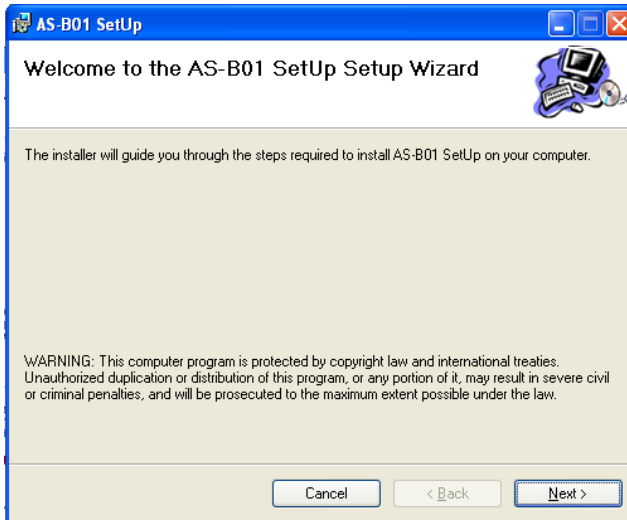 AS-B01 SetUp
Welcome to the AS-B01 SetUp Setup Wizard
The installer will guide you through the steps required to install AS-B01 SetUp on your computer.
WARNING: This computer program is protected by copyright law and international treaties.
Unauthorized duplication or distribution of this program, or any portion of it, may result in severe civil
or criminal penalties, and will be prosecuted to the maximum extent possible under the law.
Cancel
< Back
Next >